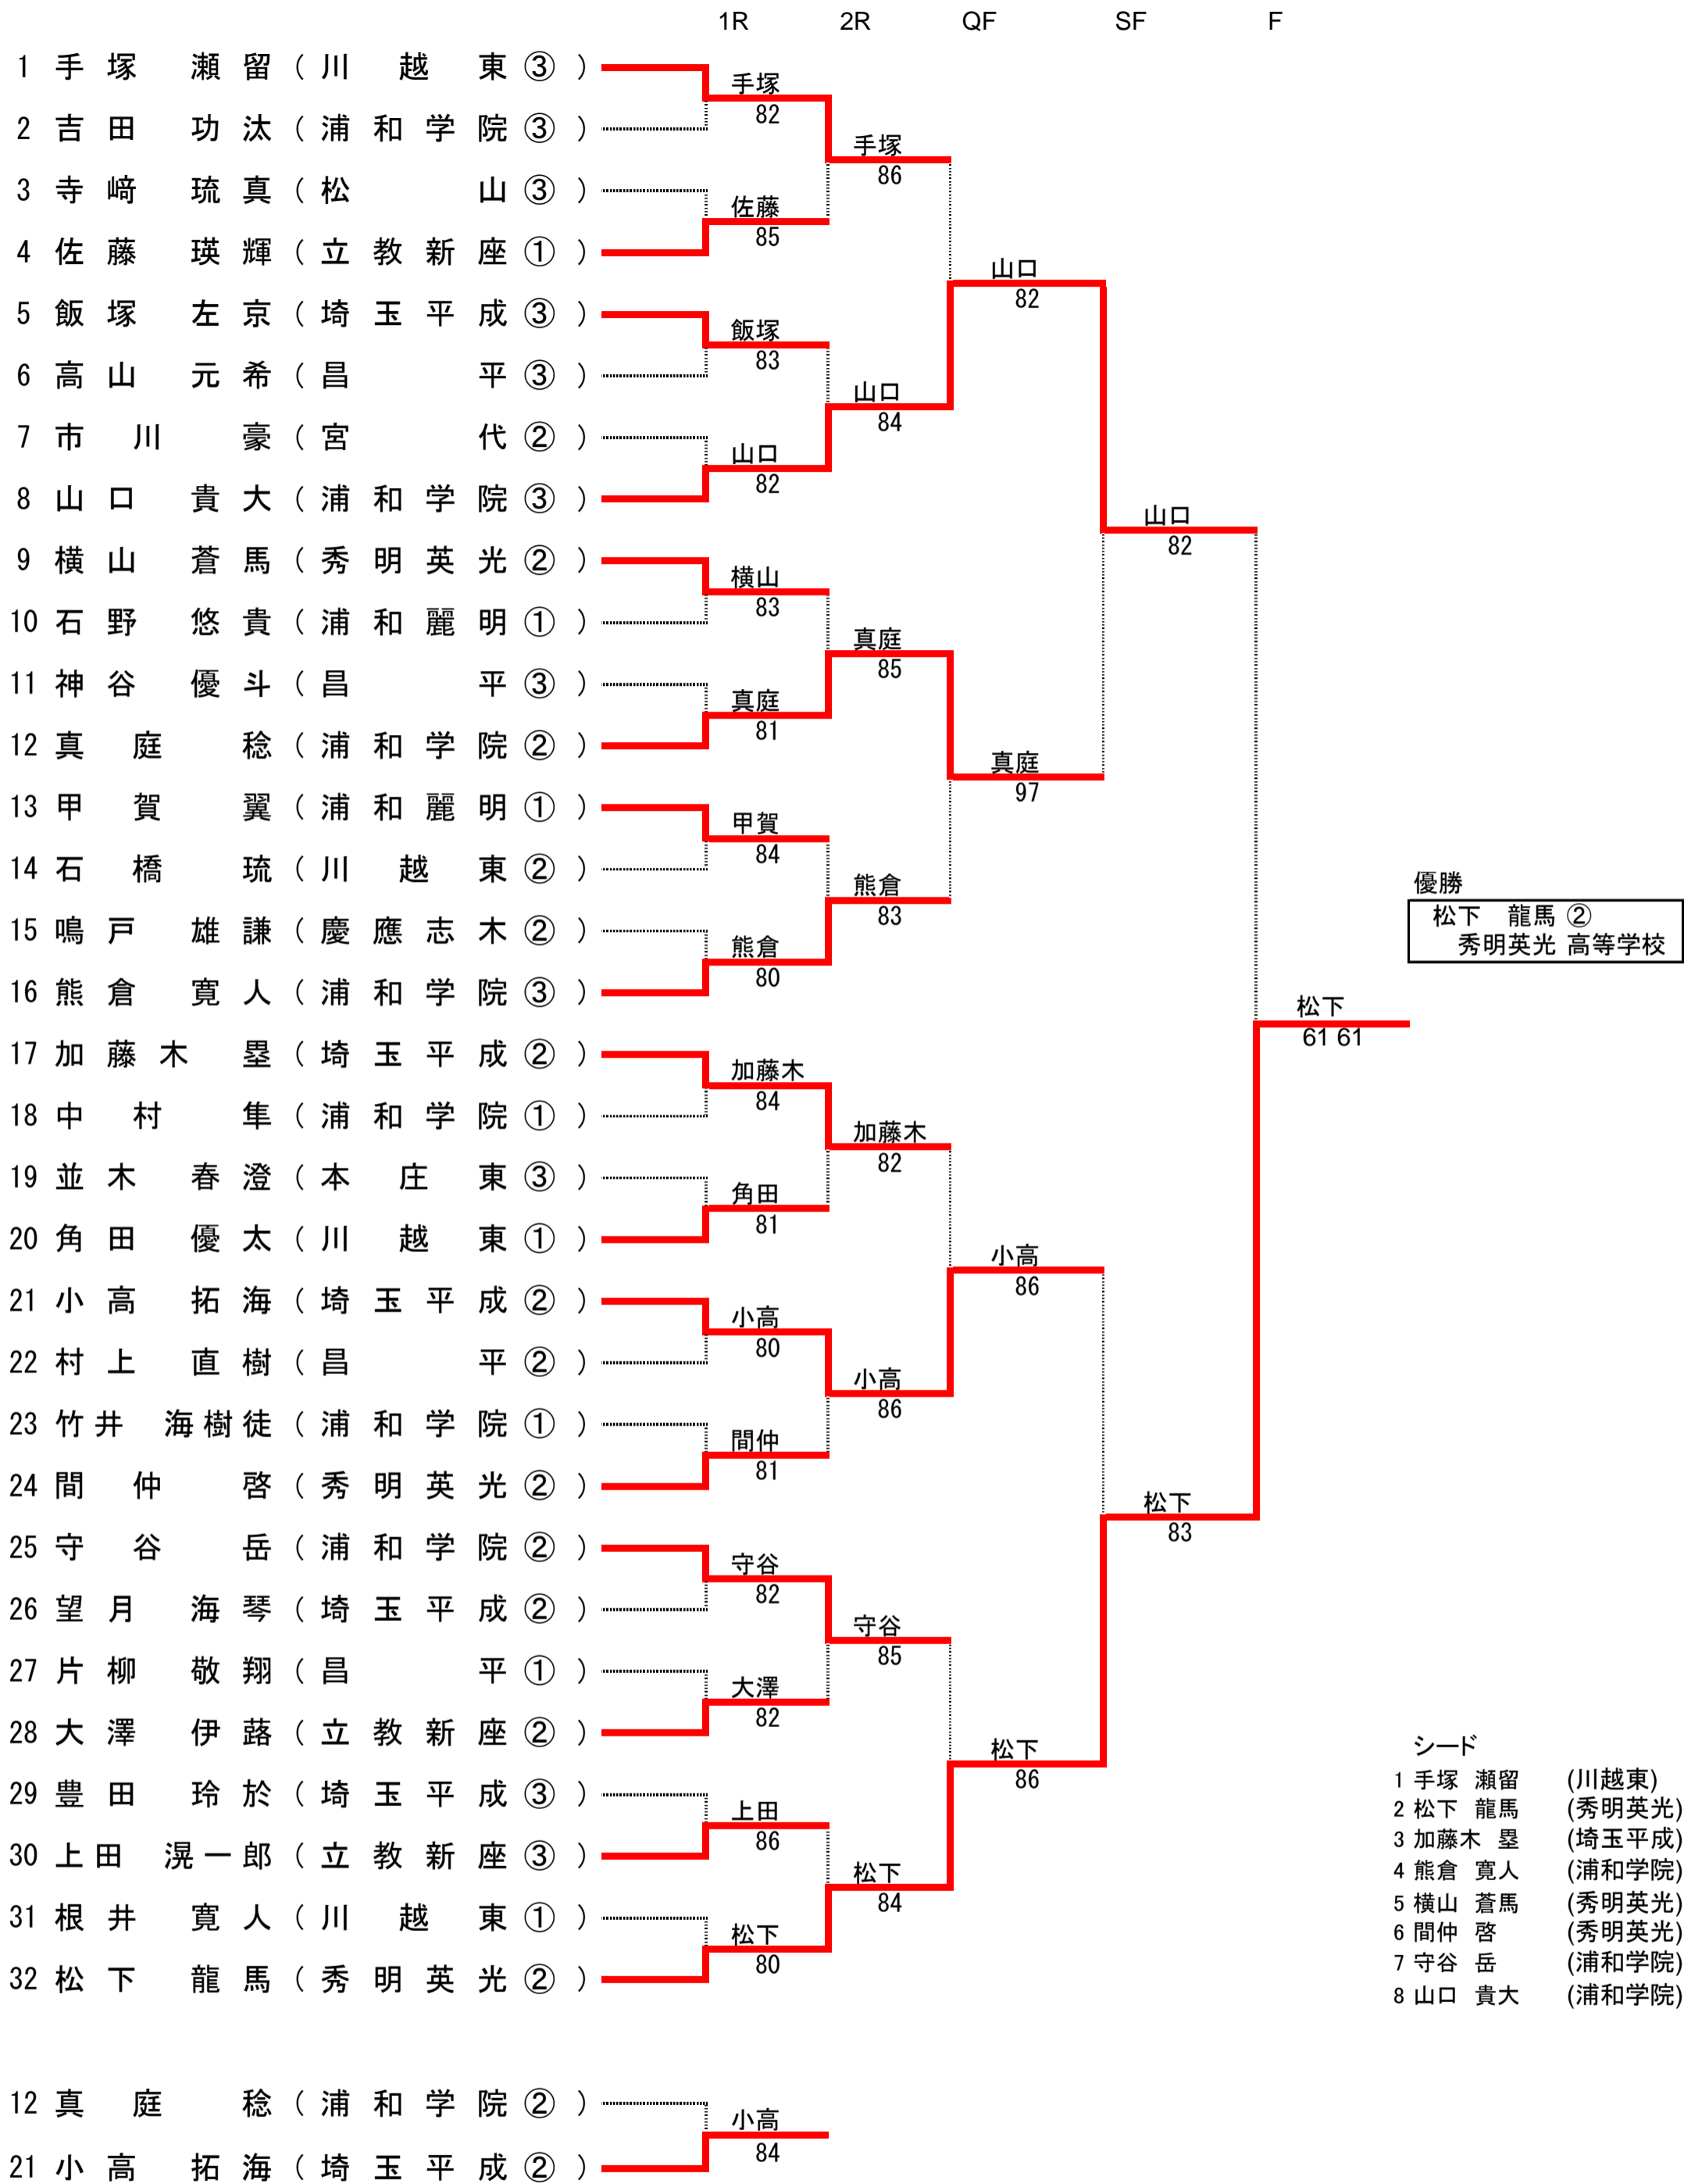 1R 2R QF SF F
1 手塚 瀬留 ( 川越東 ③ )
手塚
82
2 吉田 功汰 ( 浦和学院 ③ )
手塚
86
3 寺﨑 琉真 ( 松山 ③ )
佐藤
85
4 佐藤 瑛輝 ( 立教新座 ① )
山口
82
5 飯塚 左京 ( 埼玉平成 ③ )
飯塚
83
6 高山 元希 ( 昌平 ③ )
山口
84
7 市川 豪 ( 宮代 ② )
山口
82
8 山口 貴大 ( 浦和学院 ③ )
山口
82
9 横山 蒼馬 ( 秀明英光 ② )
横山
83
10 石野 悠貴 ( 浦和麗明 ① )
真庭
85
11 神谷 優斗 ( 昌平 ③ )
真庭
81
12 真庭 稔 ( 浦和学院 ② )
真庭
97
13 甲賀 翼 ( 浦和麗明 ① )
甲賀
84
14 石橋 琉 ( 川越東 ② )
熊倉
83
優勝
松下 龍馬 ②
秀明英光 高等学校
15 鳴戸 雄謙 ( 慶應志木 ② )
熊倉
80
16 熊倉 寛人 ( 浦和学院 ③ )
松下
61 61
17 加藤木 塁 ( 埼玉平成 ② )
加藤木
84
18 中村 隼 ( 浦和学院 ① )
加藤木
82
19 並木 春澄 ( 本庄東 ③ )
角田
81
20 角田 優太 ( 川越東 ① )
小高
86
21 小高 拓海 ( 埼玉平成 ② )
小高
80
22 村上 直樹 ( 昌平 ② )
小高
86
23 竹井 海樹徒 ( 浦和学院 ① )
間仲
81
24 間仲 啓 ( 秀明英光 ② )
松下
83
25 守谷 岳 ( 浦和学院 ② )
守谷
82
26 望月 海琴 ( 埼玉平成 ② )
守谷
85
27 片柳 敬翔 ( 昌平 ① )
大澤
82
28 大澤 伊蕗 ( 立教新座 ② )
松下
86
29 豊田 玲於 ( 埼玉平成 ③ )
上田
86
30 上田 滉一郎 ( 立教新座 ③ )
松下
84
31 根井 寛人 ( 川越東 ① )
松下
80
32 松下 龍馬 ( 秀明英光 ② )
シード
1 手塚 瀬留 (川越東)
2 松下 龍馬 (秀明英光)
3 加藤木 塁 (埼玉平成)
4 熊倉 寛人 (浦和学院)
5 横山 蒼馬 (秀明英光)
6 間仲 啓 (秀明英光)
7 守谷 岳 (浦和学院)
8 山口 貴大 (浦和学院)
12 真庭 稔 ( 浦和学院 ② )
小高
84
21 小高 拓海 ( 埼玉平成 ② )